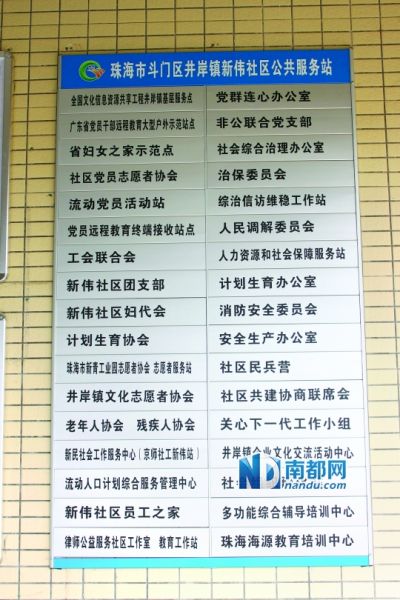 珠海市斗门区井岸镇新伟社区公共服务站
全国文化信息资源共享工程井岸镇基层服务点 党群连心办公室
广东省党员干部远程教育大型户外示范站点 非公联合党支部
省妇女之家示范点 社会综合治理办公室
社区党员志愿者协会 治保委员会
流动党员活动站 综治信访维稳工作站
党员远程教育终端接收站点 人民调解委员会
工会联合会 人力资源和社会保障服务站
新伟社区团支部 计划生育办公室
新伟社区妇代会 消防安全委员会
计划生育协会 安全生产办公室
珠海市新青工业园志愿者协会 志愿者服务站 社区民兵营
井岸镇文化志愿者协会 社区共建协商联席会
老年人协会 残疾人协会 关心下一代工作小组
新民社会工作服务中心（京师社工新伟站） 井岸镇企业文化交流活动中心
流动人口计划综合服务管理中心 社
新伟社区员工之家 多功能综合辅导培训中心
律师公益服务社区工作室 教育工作站 珠海海源教育培训中心
ND 南都网
nandu.com